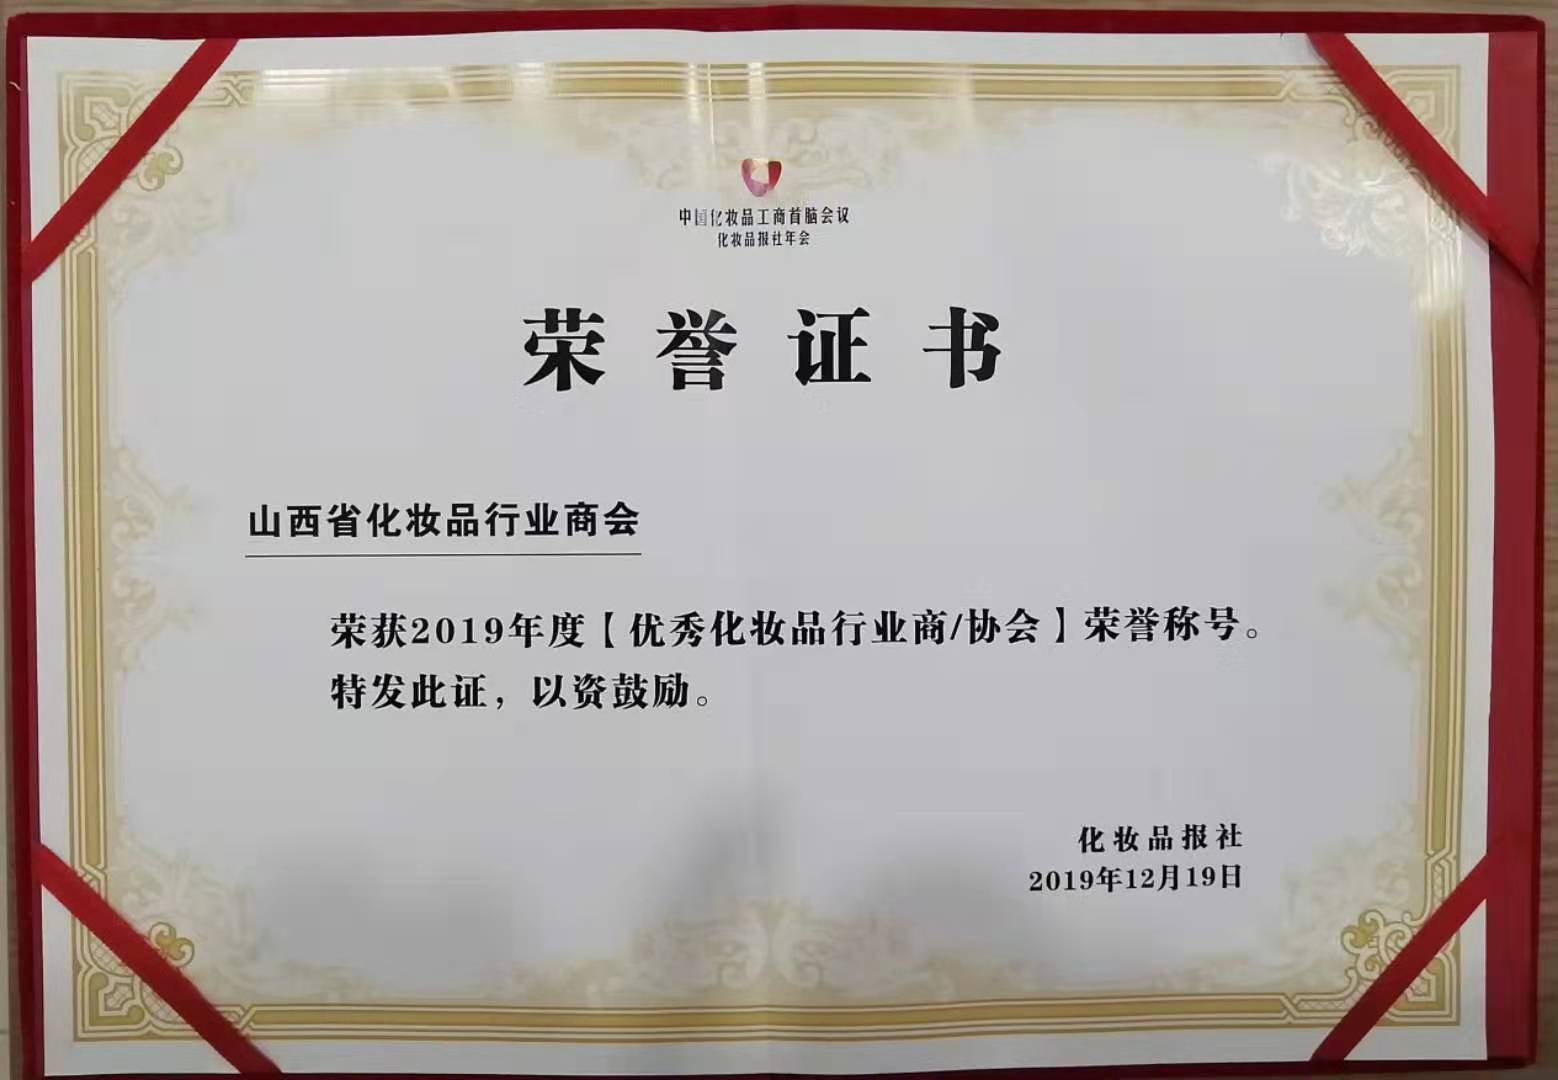 中国化妆品工商首脑会议
化妆品报社年会
荣誉证书
山西省化妆品行业商会
荣获2019年度【优秀化妆品行业商/协会】荣誉称号。
特发此证，以资鼓励。
化妆品报社
2019年12月19日